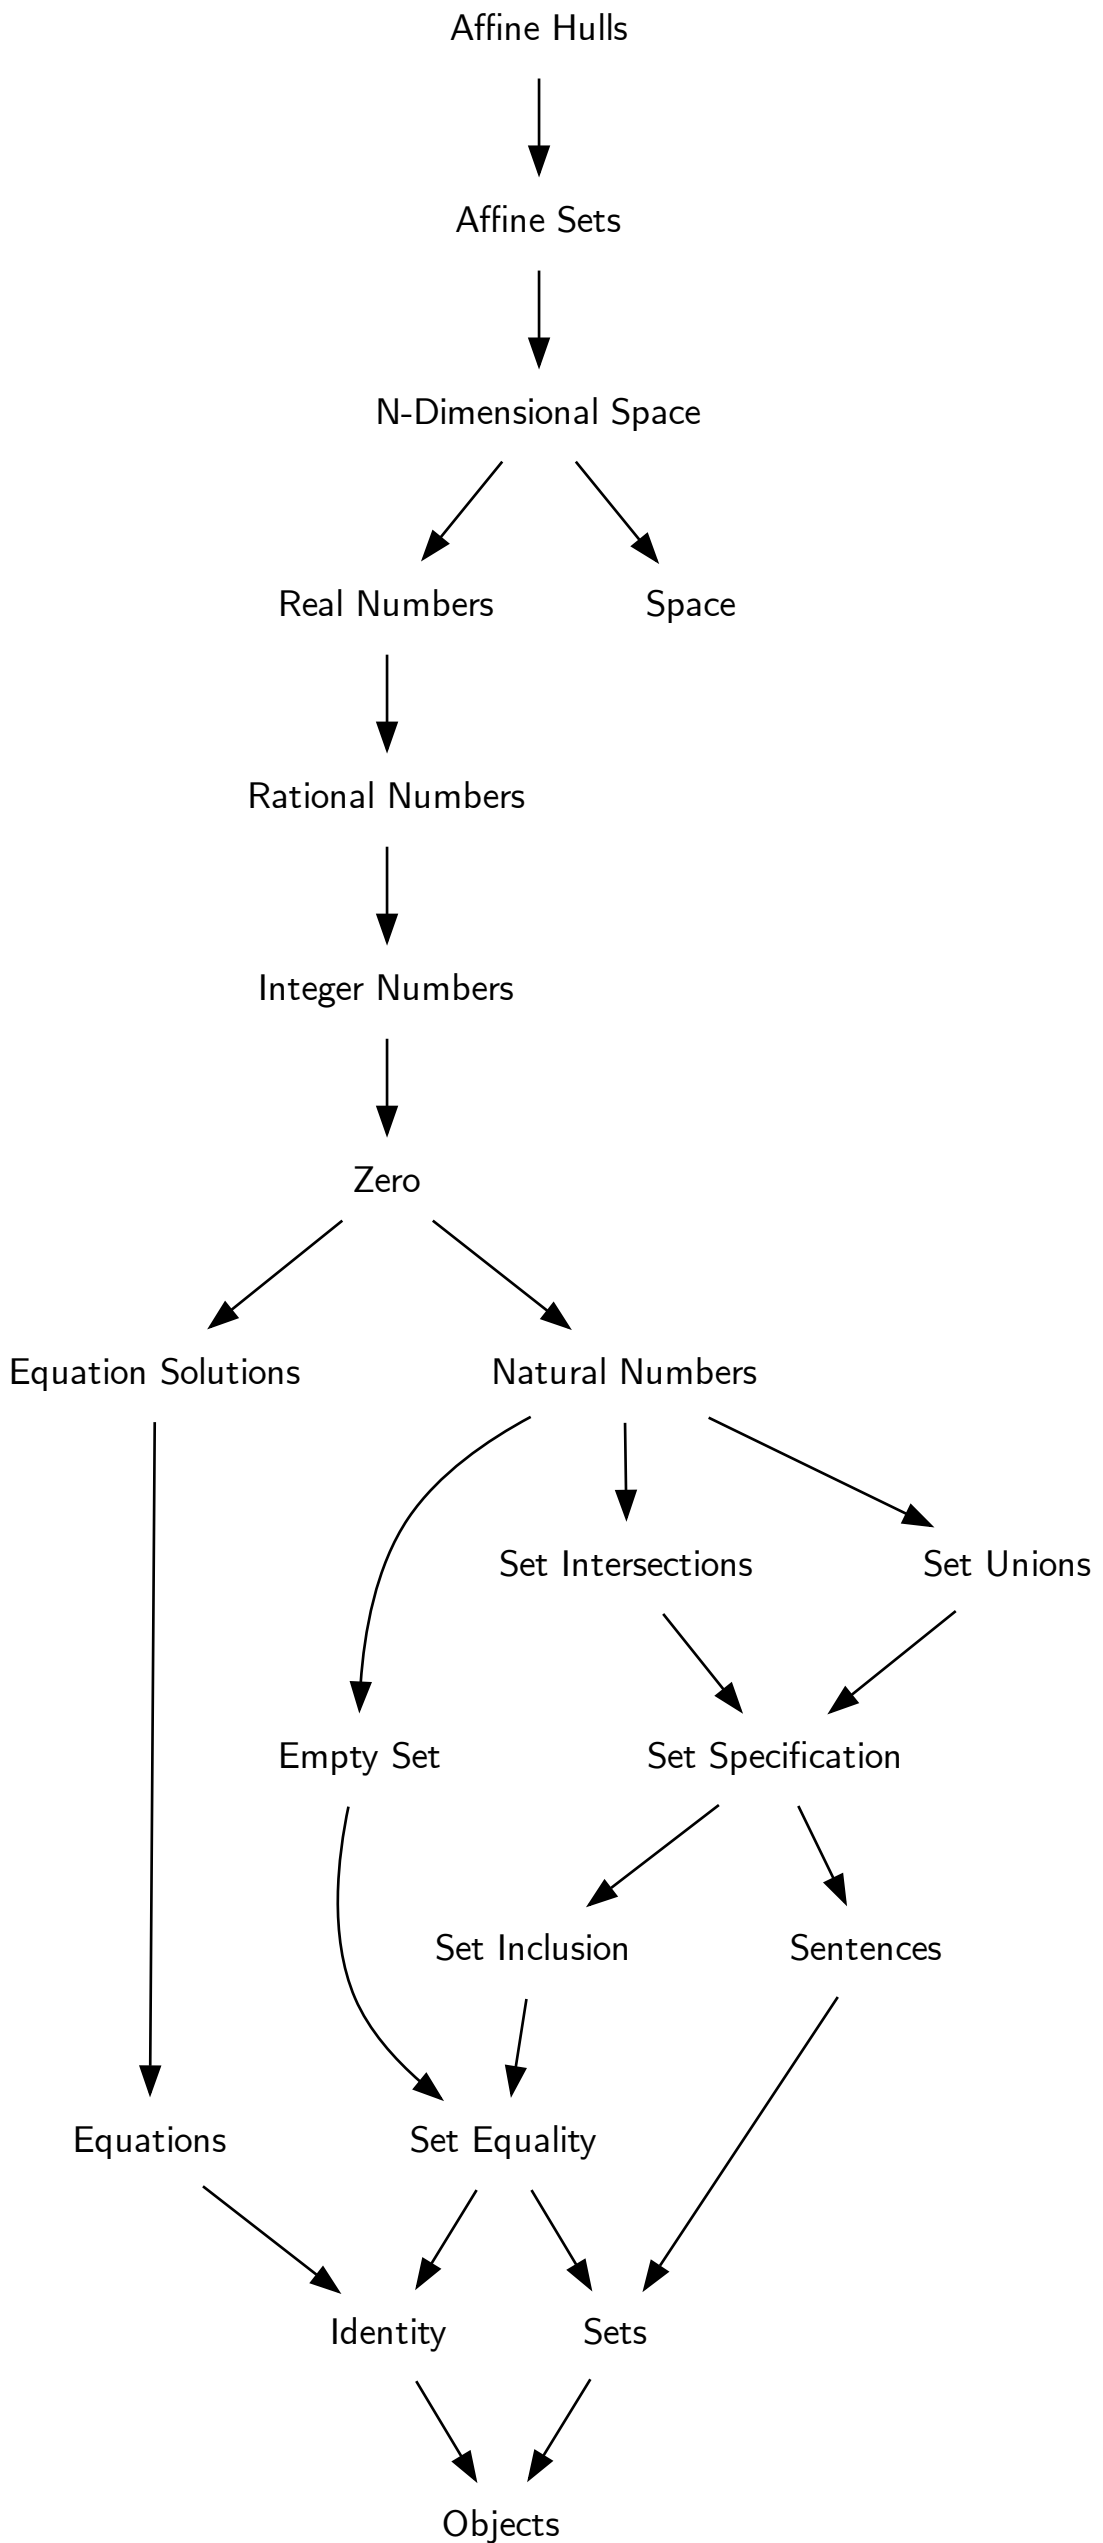 Affine Hulls
Affine Sets
N-Dimensional Space
Real Numbers
Space
Rational Numbers
Integer Numbers
Zero
Equation Solutions
Natural Numbers
Set Intersections
Set Unions
Empty Set
Set Specification
Set Inclusion
Sentences
Equations
Set Equality
Identity
Sets
Objects